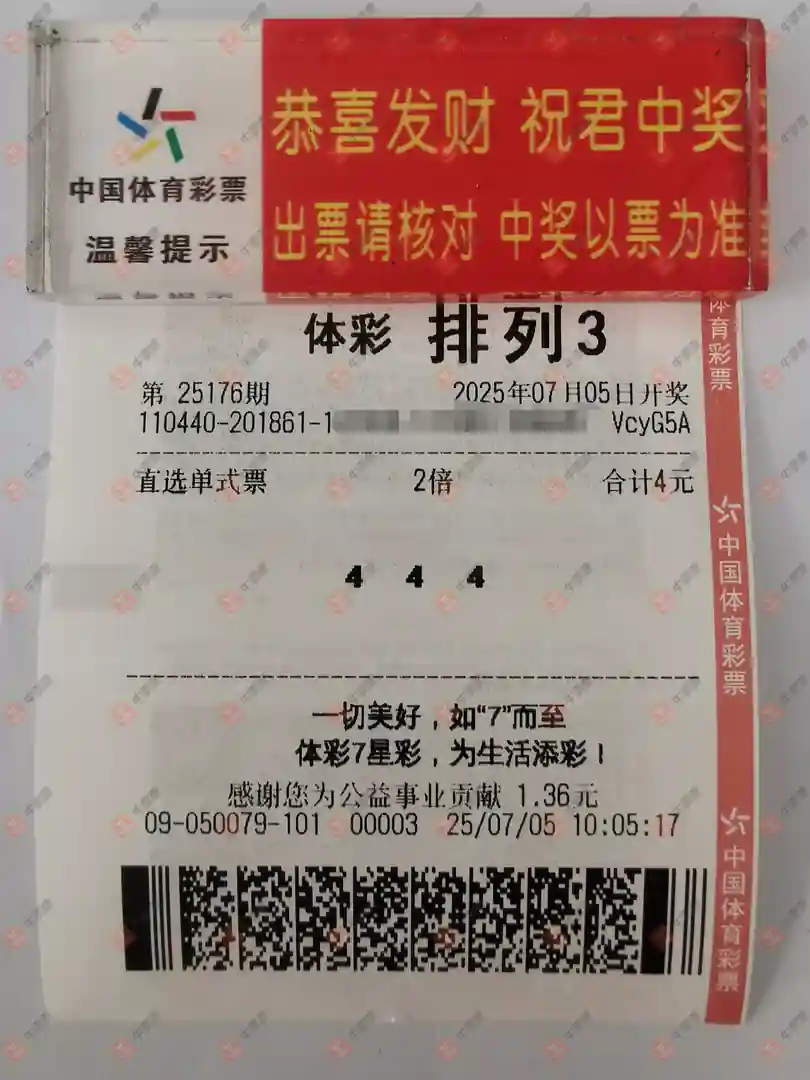 恭喜发财 祝君中奖
中国体育彩票
温馨提示
出票请核对 中奖以票为准
体彩 排列3
第 25176期 2025年07月05日开奖
110440-201861-1 VcyG5A
直选单式票 2倍 合计4元
4 4 4
一切美好，如“7”而至
体彩7星彩，为生活添彩！
感谢您为公益事业贡献 1.36元
09-050079-101 00003 25/07/05 10:05:17
体育彩票
中国体育彩票
中国体育彩票